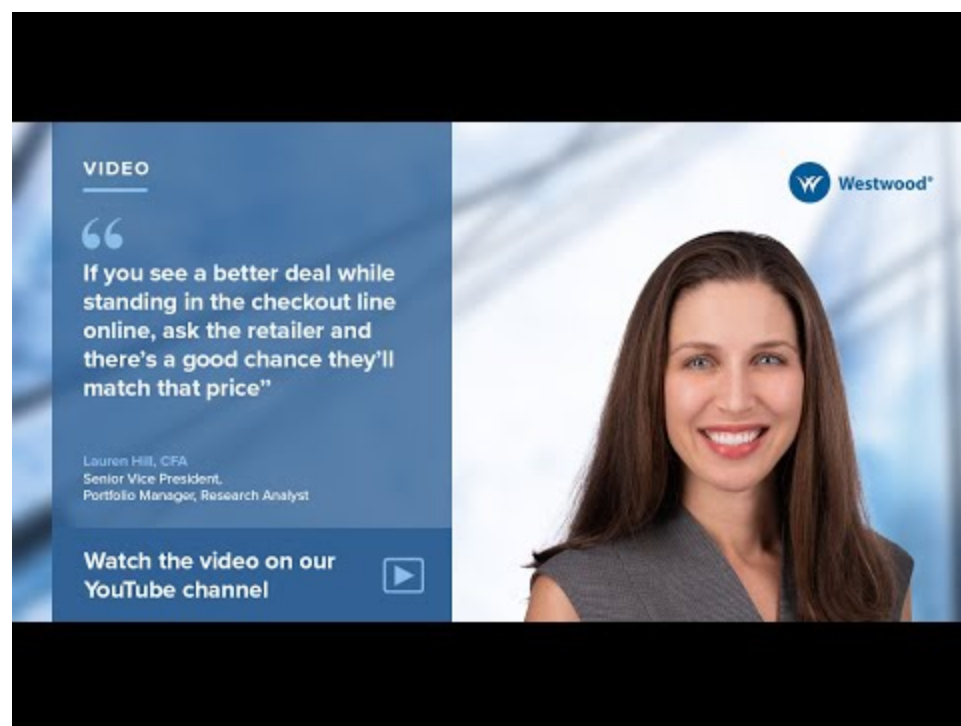 VIDEO
“
If you see a better deal while
standing in the checkout line
online, ask the retailer and
there’s a good chance they’ll
match that price”
Lauren Hill, CFA
Senior Vice President,
Portfolio Manager, Research Analyst
Watch the video on our
YouTube channel
Westwood®